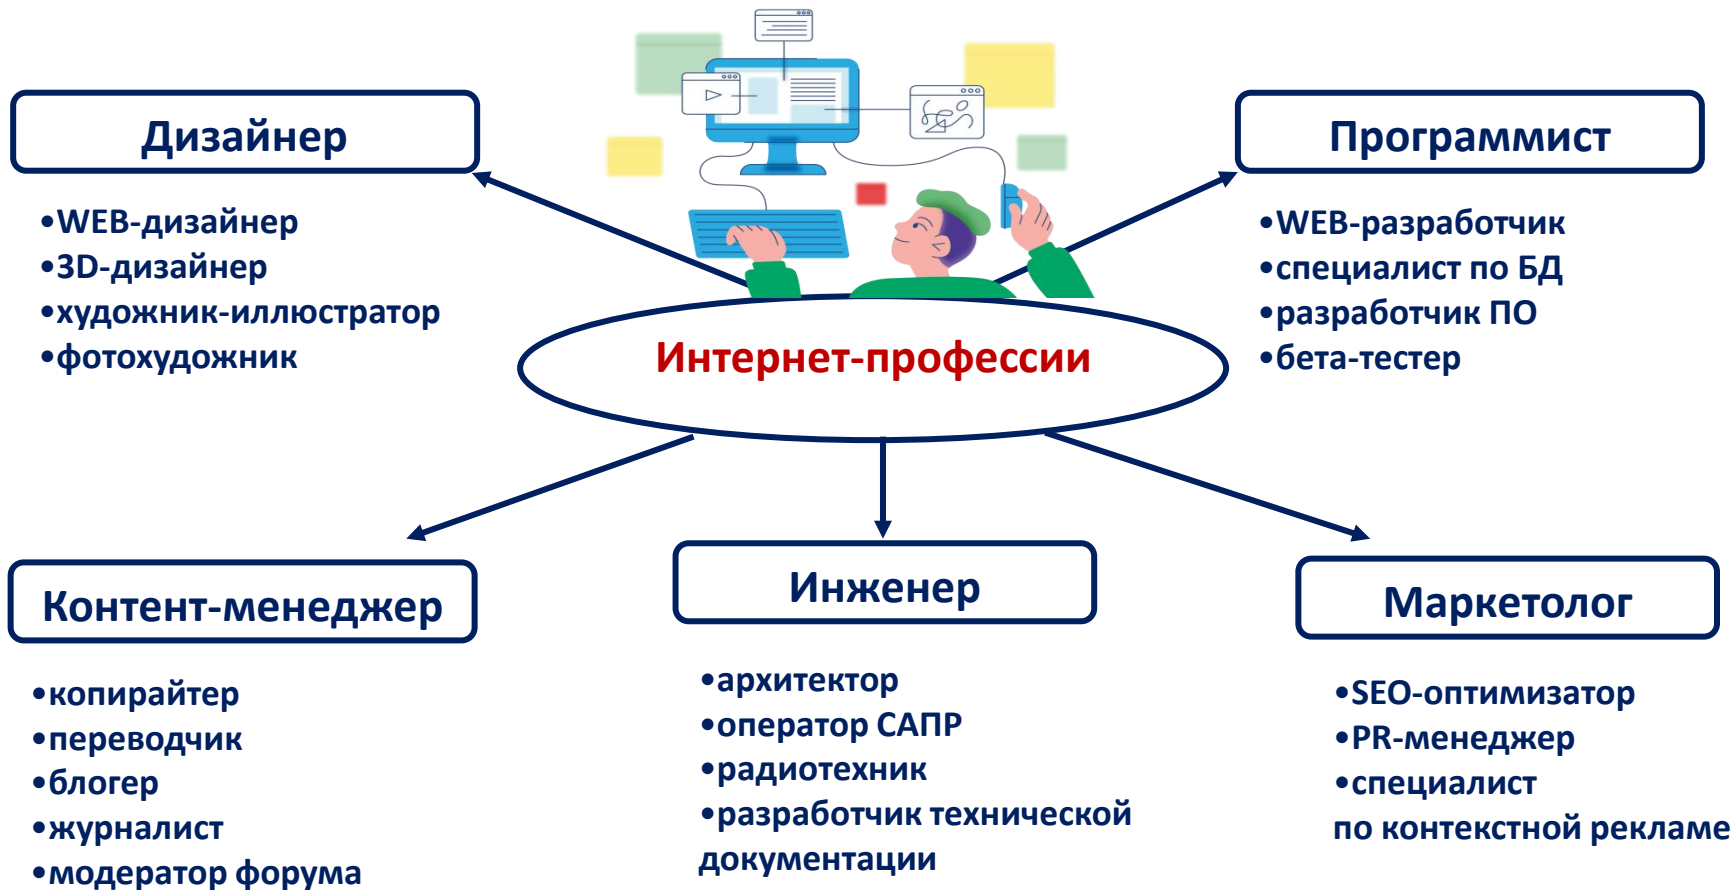 Дизайнер
•WEB-дизайнер
•3D-дизайнер
•художник-иллюстратор
•фотохудожник
Программист
•WEB-разработчик
•специалист по БД
•разработчик ПО
•бета-тестер
Интернет-профессии
Контент-менеджер
•копирайтер
•переводчик
•блогер
•журналист
•модератор форума
Инженер
•архитектор
•оператор САПР
•радиотехник
•разработчик технической
документации
Маркетолог
•SEO-оптимизатор
•PR-менеджер
•специалист
по контекстной рекламе